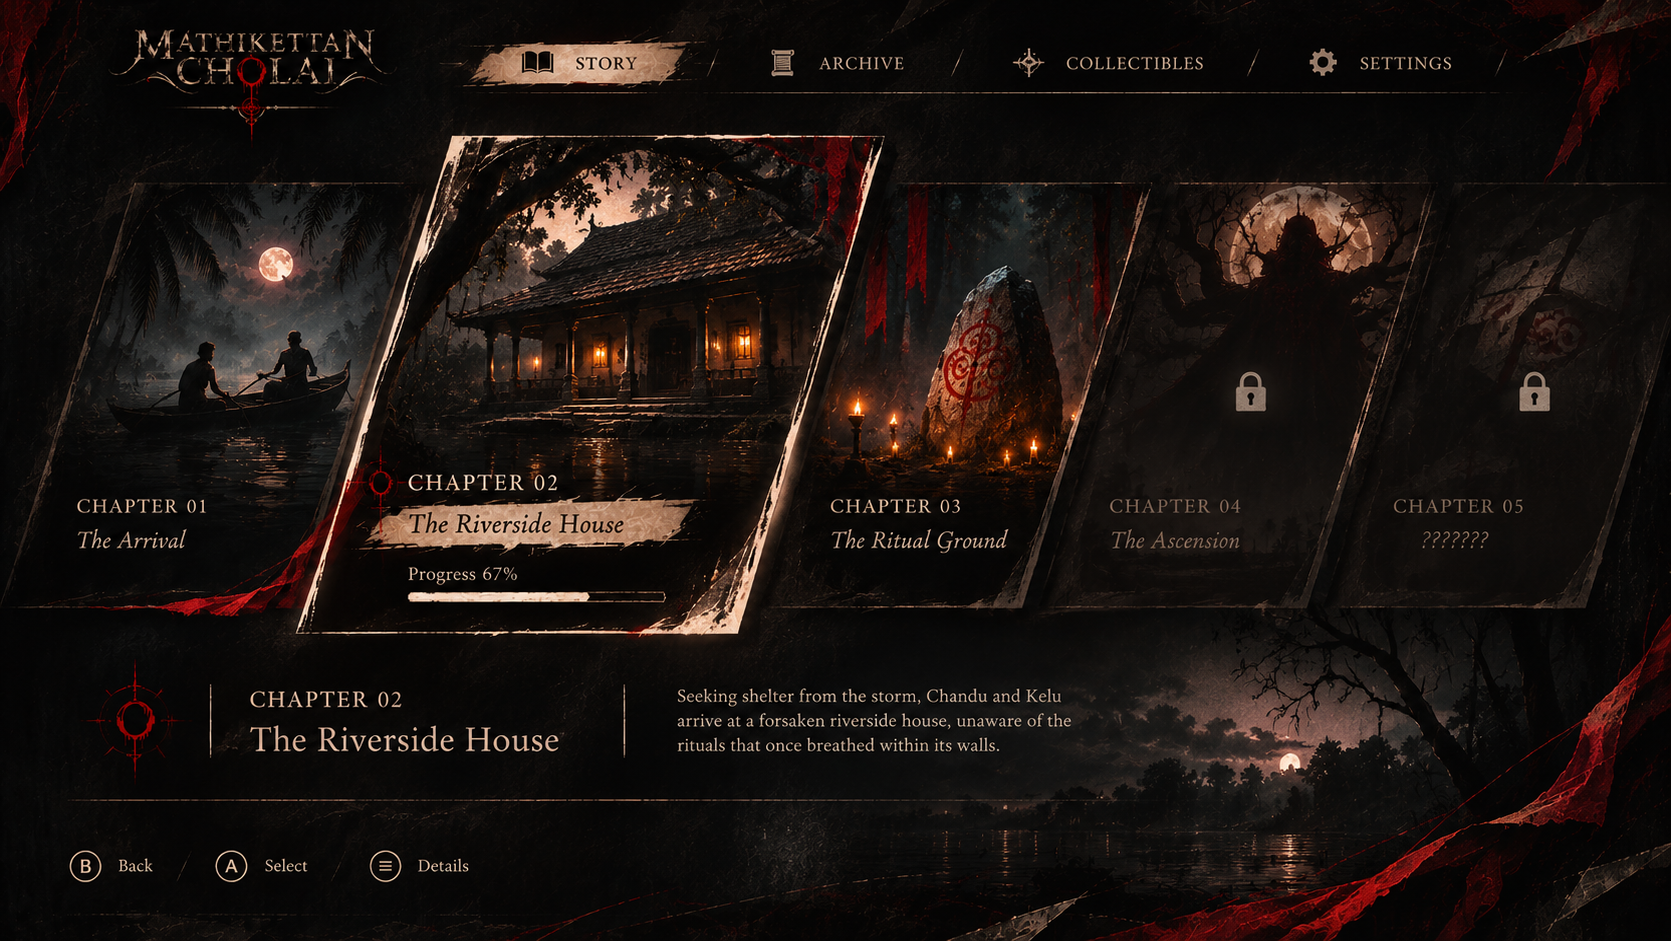 MATHIKETTAN
CHOLAI
STORY
ARCHIVE
COLLECTIBLES
SETTINGS
CHAPTER 01
The Arrival
CHAPTER 02
The Riverside House
Progress 67%
CHAPTER 03
The Ritual Ground
CHAPTER 04
The Ascension
CHAPTER 05
???????
CHAPTER 02
The Riverside House
Seeking shelter from the storm, Chandu and Kelu
arrive at a forsaken riverside house, unaware of the
rituals that once breathed within its walls.
B Back
A Select
Details